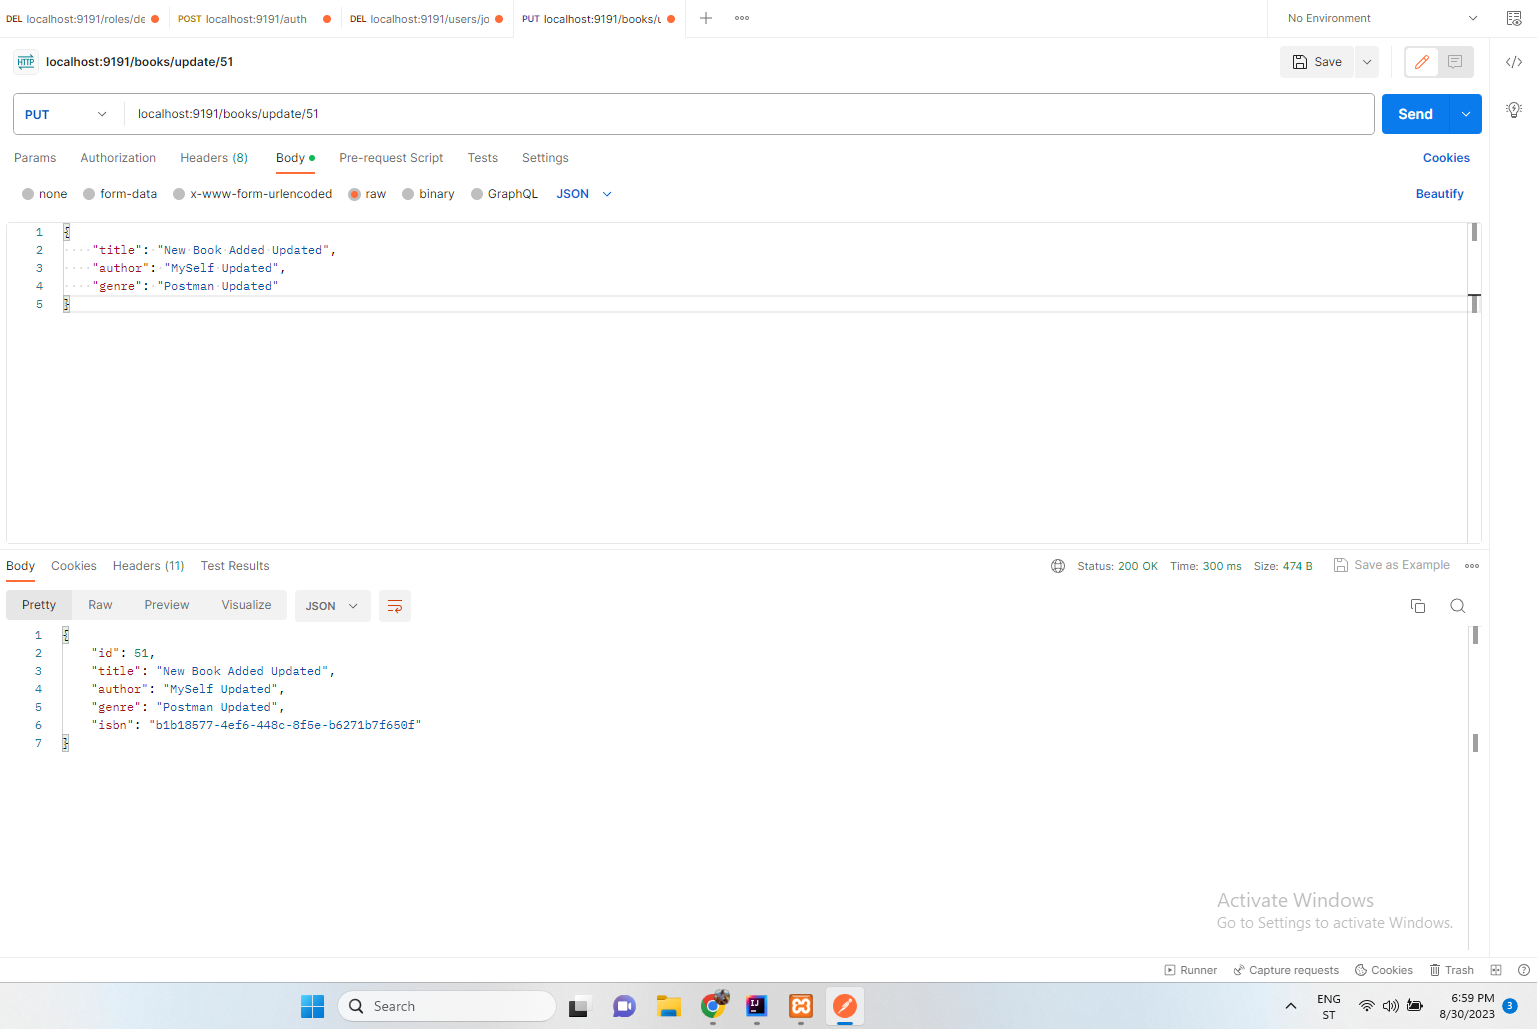 DEL localhost:9191/roles/de POST localhost:9191/auth DEL localhost:9191/users/jo PUT localhost:9191/books/u No Environment
HTTP localhost:9191/books/update/51 Save
PUT localhost:9191/books/update/51 Send
Params Authorization Headers (8) Body Pre-request Script Tests Settings Cookies
none form-data x-www-form-urlencoded raw binary GraphQL JSON Beautify
1 {
2 "title": "New Book Added Updated",
3 "author": "MySelf Updated",
4 "genre": "Postman Updated"
5 }
Body Cookies Headers (11) Test Results Status: 200 OK Time: 300 ms Size: 474 B Save as Example
Pretty Raw Preview Visualize JSON
1 {
2 "id": 51,
3 "title": "New Book Added Updated",
4 "author": "MySelf Updated",
5 "genre": "Postman Updated",
6 "isbn": "b1b18577-4ef6-448c-8f5e-b6271b7f650f"
7 }
Activate Windows
Go to Settings to activate Windows.
Runner Capture requests Cookies Trash
Search
ENG
ST
6:59 PM
8/30/2023
3